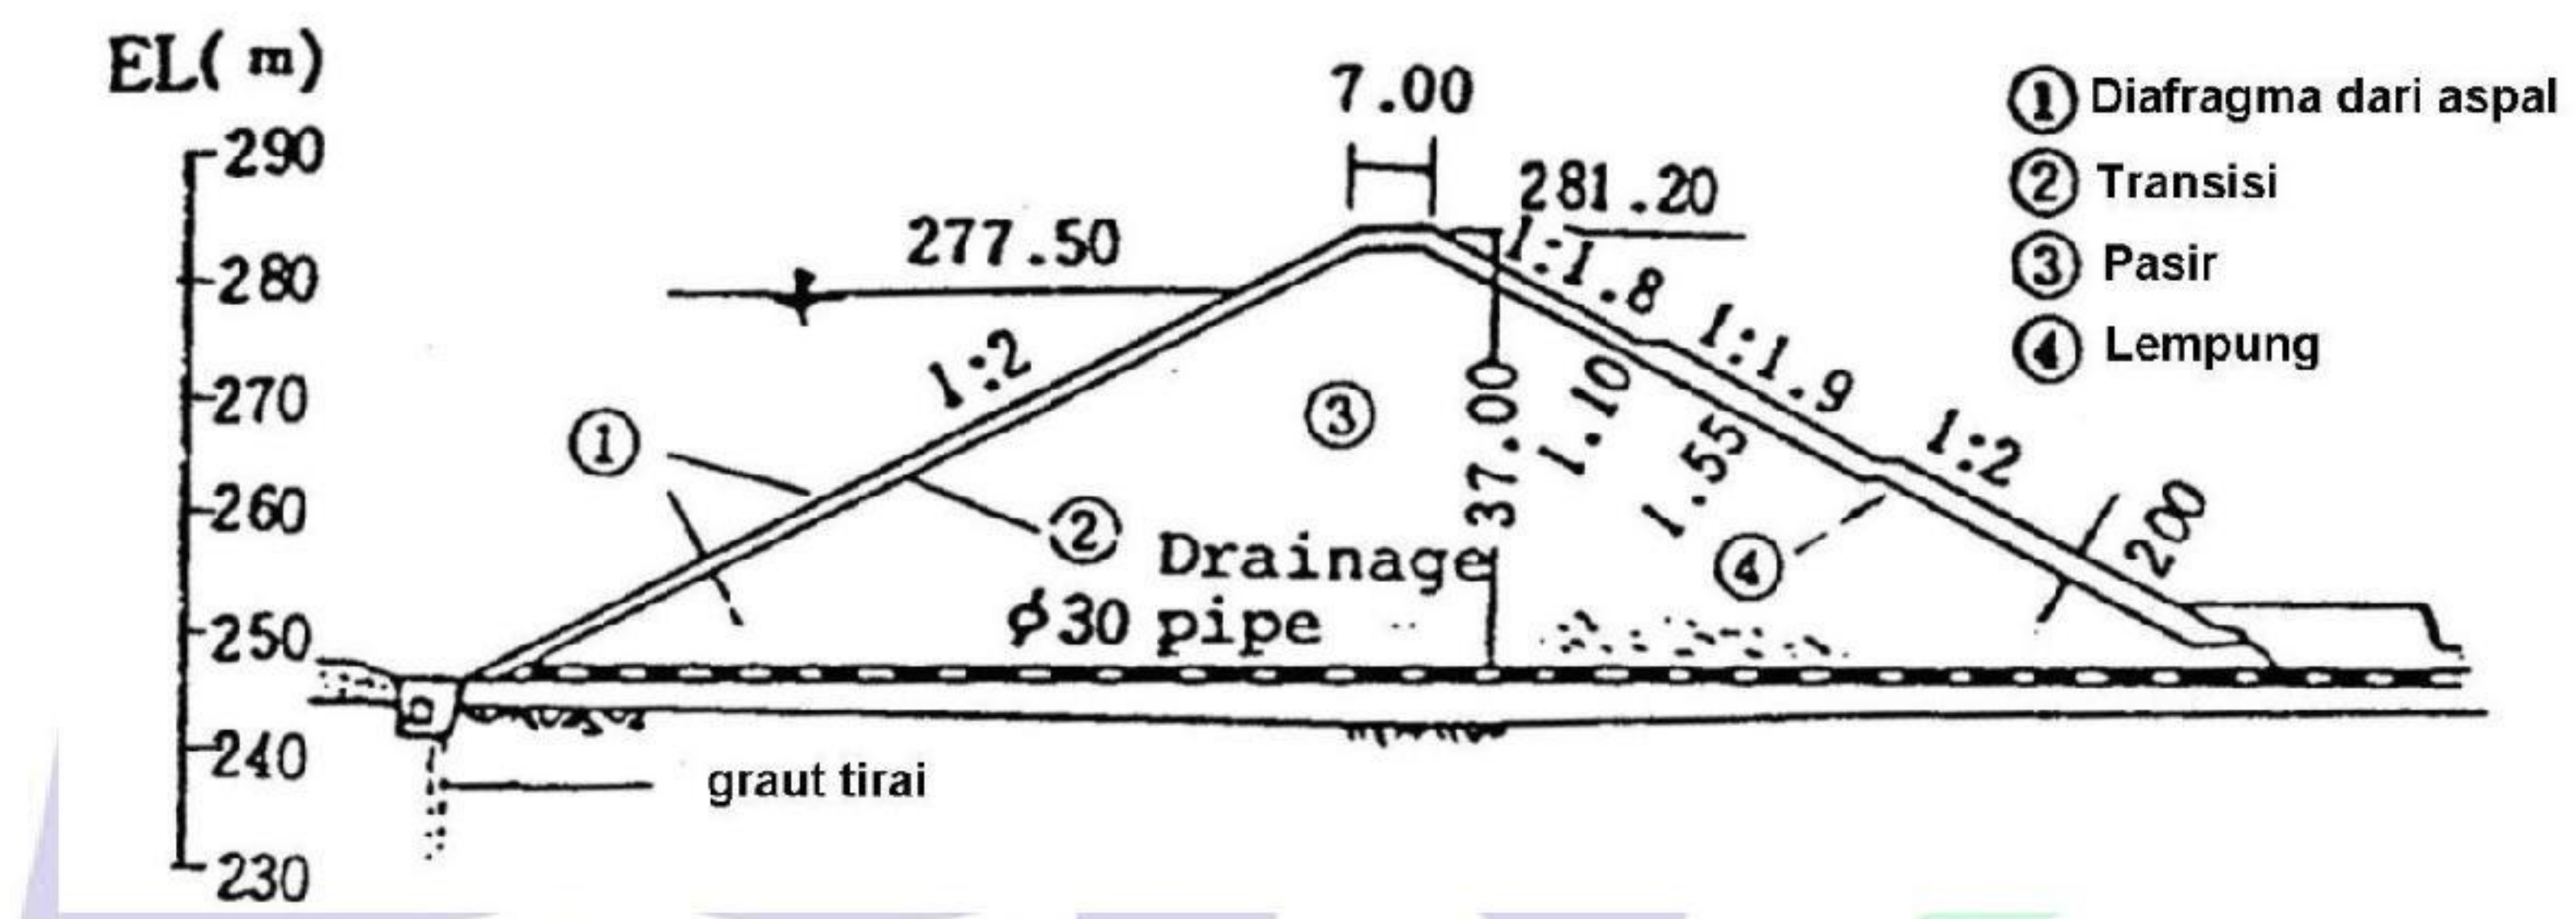 EL( m)
290
280
270
260
250
240
230
7.00
281.20
277.50
1:2
1:1.8
1:1.9
1:2
1.10
1.55
200
37.00
1
2
3
4
Drainage
ø30 pipe
graut tirai
1 Diafragma dari aspal
2 Transisi
3 Pasir
4 Lempung